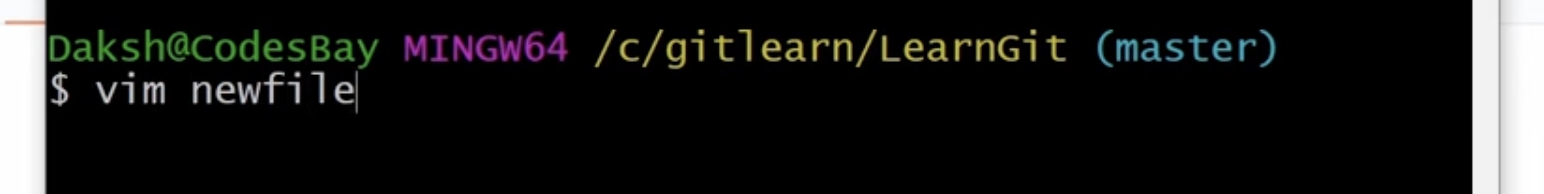 Daksh@CodesBay MINGW64 /c/gitlearn/LearnGit (master)
$ vim newfile